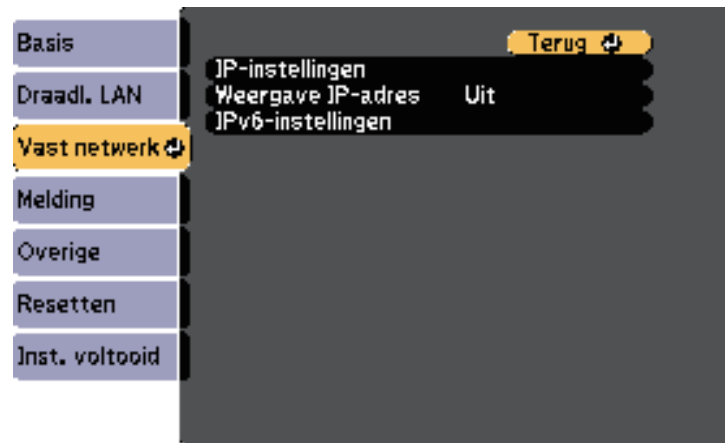 Basis
Draadl. LAN
Vast netwerk
Melding
Overige
Resetten
Inst. voltooid
Terug
IP-instellingen
Weergave IP-adres Uit
IPv6-instellingen